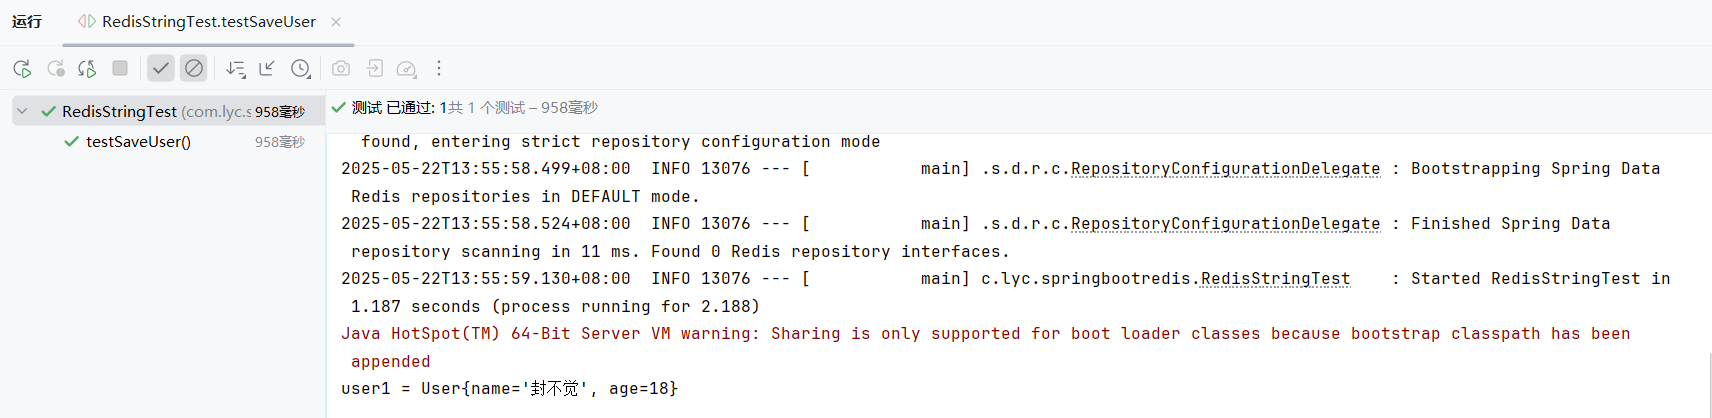 运行 RedisStringTest.testSaveUser
RedisStringTest (com.lyc.s 958毫秒
testSaveUser() 958毫秒
测试 已通过: 1共 1 个测试 – 958毫秒
found, entering strict repository configuration mode
2025-05-22T13:55:58.499+08:00  INFO 13076 --- [           main] .s.d.r.c.RepositoryConfigurationDelegate : Bootstrapping Spring Data
Redis repositories in DEFAULT mode.
2025-05-22T13:55:58.524+08:00  INFO 13076 --- [           main] .s.d.r.c.RepositoryConfigurationDelegate : Finished Spring Data
repository scanning in 11 ms. Found 0 Redis repository interfaces.
2025-05-22T13:55:59.130+08:00  INFO 13076 --- [           main] c.lyc.springbootredis.RedisStringTest    : Started RedisStringTest in
1.187 seconds (process running for 2.188)
Java HotSpot(TM) 64-Bit Server VM warning: Sharing is only supported for boot loader classes because bootstrap classpath has been
appended
user1 = User{name='封不觉', age=18}